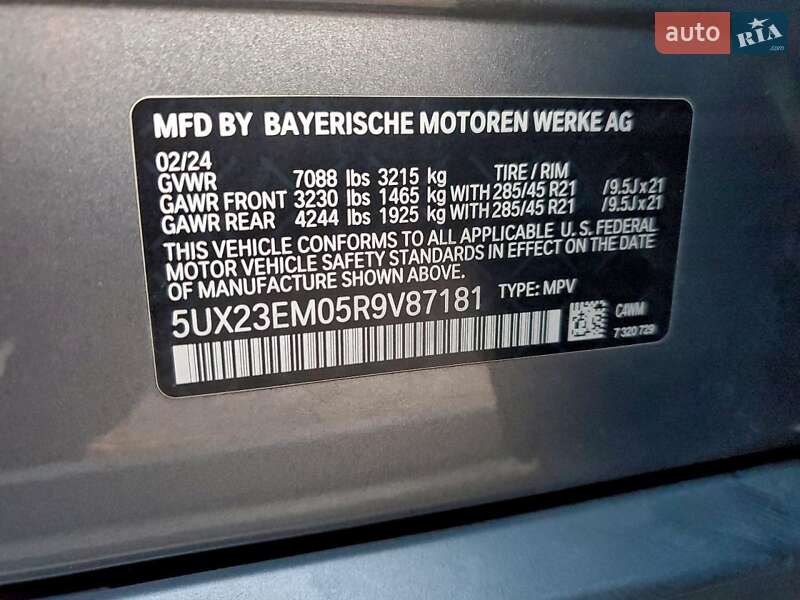 auto RIA.com
MFD BY BAYERISCHE MOTOREN WERKE AG
02/24 TIRE / RIM
GVWR 7088 lbs 3215 kg
GAWR FRONT 3230 lbs 1465 kg WITH 285/45 R21 /9.5Jx21
GAWR REAR 4244 lbs 1925 kg WITH 285/45 R21 /9.5Jx21
THIS VEHICLE CONFORMS TO ALL APPLICABLE U.S. FEDERAL
MOTOR VEHICLE SAFETY STANDARDS IN EFFECT ON THE DATE
OF MANUFACTURE SHOWN ABOVE.
5UX23EM05R9V87181 TYPE: MPV
C4WM
7 320 729